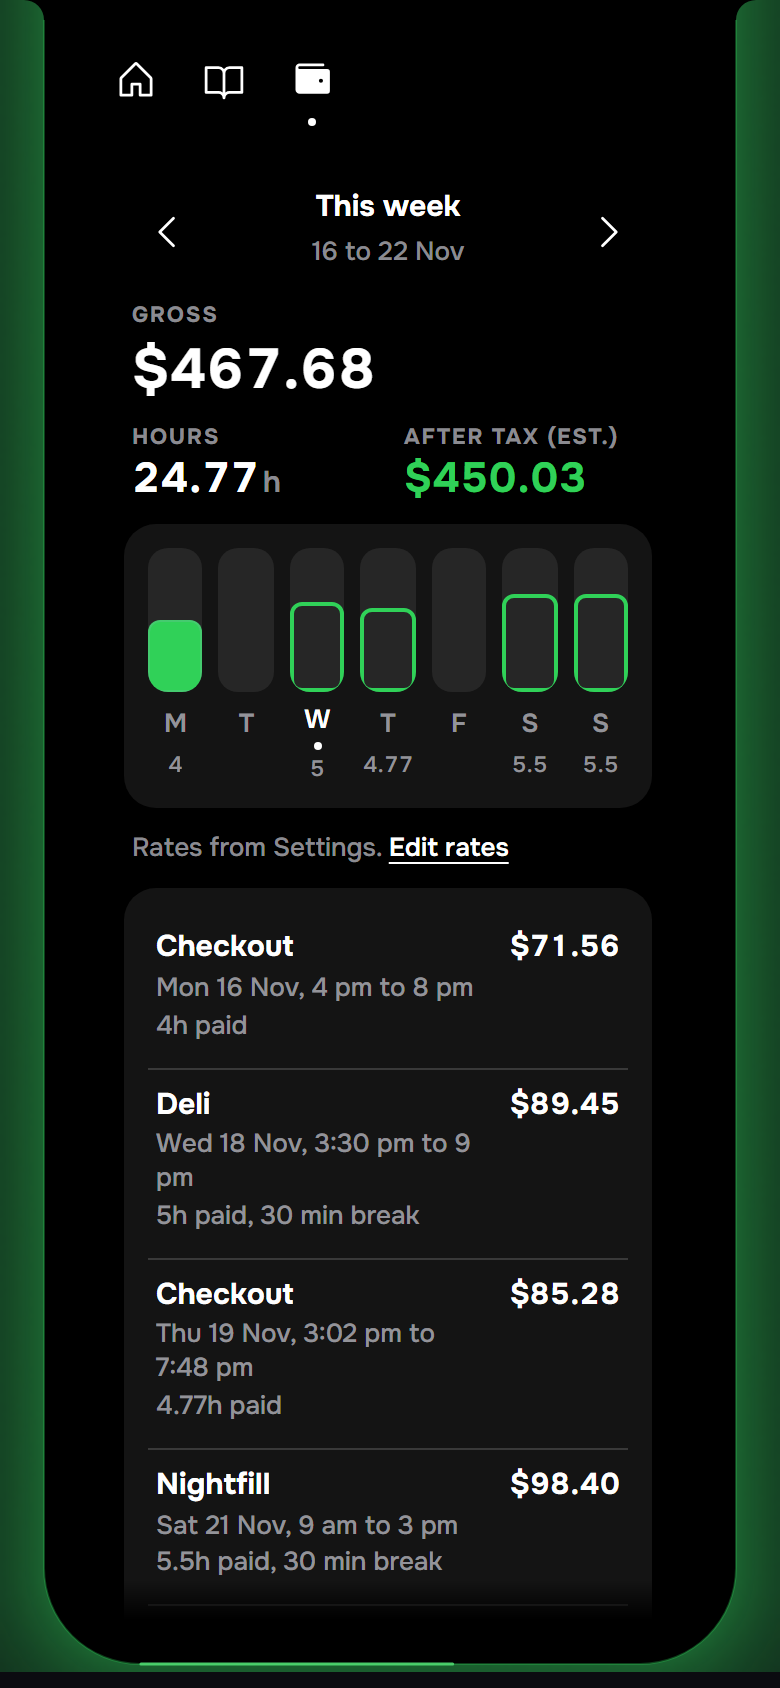 This week
16 to 22 Nov
GROSS
$467.68
HOURS
AFTER TAX (EST.)
24.77h
$450.03
M T W T F S S
4 5 4.77 5.5 5.5
Rates from Settings. Edit rates
Checkout $71.56
Mon 16 Nov, 4 pm to 8 pm
4h paid
Deli $89.45
Wed 18 Nov, 3:30 pm to 9
pm
5h paid, 30 min break
Checkout $85.28
Thu 19 Nov, 3:02 pm to
7:48 pm
4.77h paid
Nightfill $98.40
Sat 21 Nov, 9 am to 3 pm
5.5h paid, 30 min break